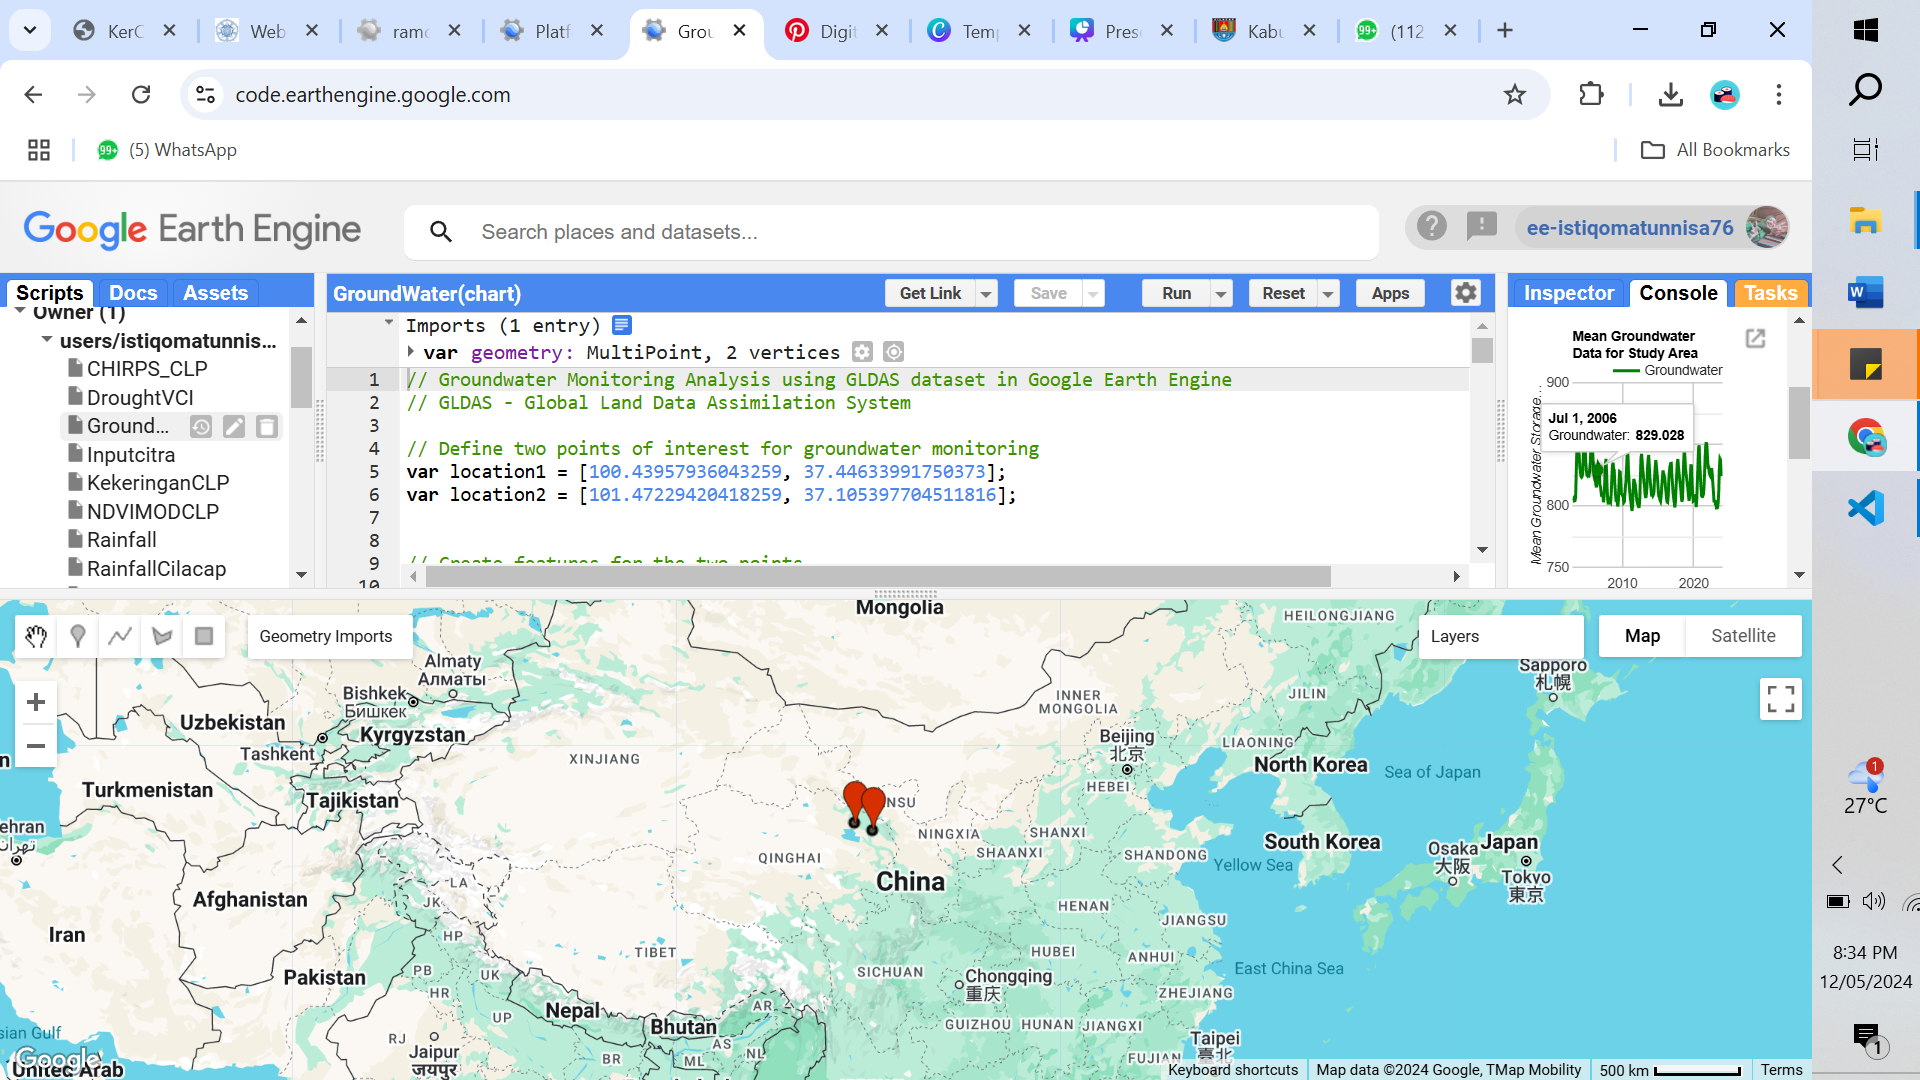 KerC
Web
ramo
Platf
Grou
Digit
Temp
Prese
Kabu
(112
code.earthengine.google.com
(5) WhatsApp
All Bookmarks
Google Earth Engine
Search places and datasets...
ee-istiqomatunnisa76
Scripts
Docs
Assets
Owner (1)
users/istiqomatunnis...
CHIRPS_CLP
DroughtVCI
Ground...
Inputcitra
KekeringanCLP
NDVIMODCLP
Rainfall
RainfallCilacap
GroundWater(chart)
Get Link
Save
Run
Reset
Apps
Imports (1 entry)
var geometry: MultiPoint, 2 vertices
1 // Groundwater Monitoring Analysis using GLDAS dataset in Google Earth Engine
2 // GLDAS - Global Land Data Assimilation System
3
4 // Define two points of interest for groundwater monitoring
5 var location1 = [100.43957936043259, 37.44633991750373];
6 var location2 = [101.47229420418259, 37.105397704511816];
7
8
9 // Create features for the two points
10
Inspector
Console
Tasks
Mean Groundwater
Data for Study Area
Groundwater
900
Jul 1, 2006
Groundwater: 829.028
800
750
2010
2020
Mean Groundwater Storage...
Geometry Imports
Layers
Map
Satellite
Mongolia
HEILONGJIANG
Almaty
Алматы
Sapporo
札幌
Bishkek
Бишкек
INNER
MONGOLIA
JILIN
Uzbekistan
Kyrgyzstan
Tashkent
XINJIANG
Beijing
北京
LIAONING
North Korea
Sea of Japan
HEBEI
Turkmenistan
Tajikistan
NSU
NINGXIA
SHANXI
SHAANXI
SHANDONG
South Korea
Osaka
大阪
Japan
Tokyo
東京
Yellow Sea
QINGHAI
China
ehran
تهران
LA
JK
Afghanistan
HENAN
JIANGSU
Iran
HP
TIBET
HUBEI
ANHUI
SICHUAN
Chongqing
重庆
East China Sea
Pakistan
PB
UK
HR
ZHEJIANG
Nepal
AR
UP
Bhutan
GUIZHOU
HUNAN
JIANGXI
sian Gulf
RJ
Jaipur
जयपुर
AS
NL
BR
ML
Taipei
臺北
FUJIAN
Google
United Arab
Keyboard shortcuts
Map data ©2024 Google, TMap Mobility
500 km
Terms
99+
99+
1
27°C
8:34 PM
12/05/2024
1